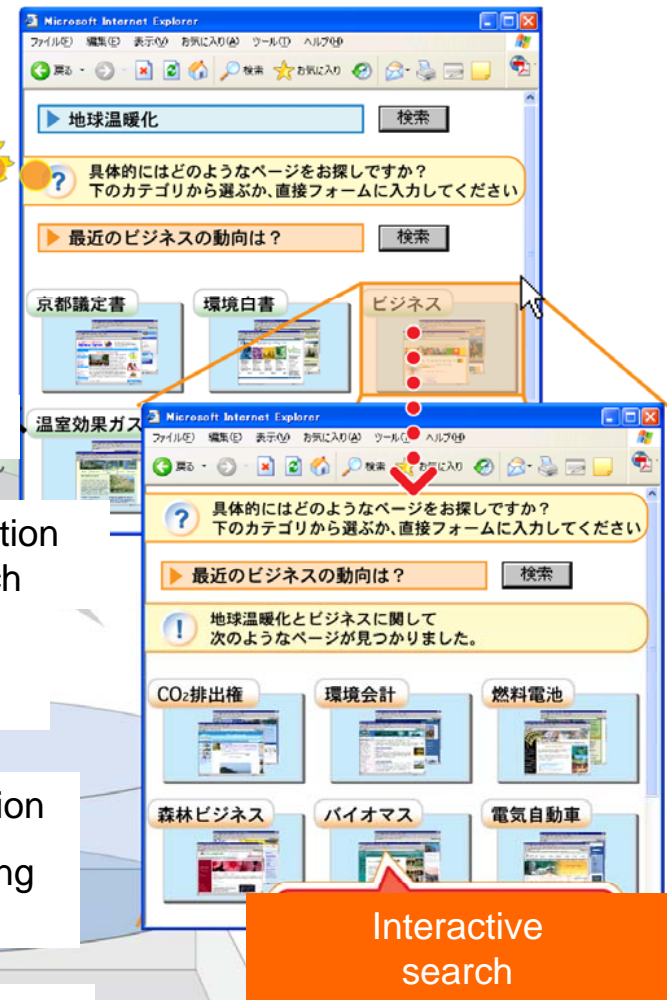 Microsoft Internet Explorer
ファイル(F) 編集(E) 表示(V) お気に入り(A) ツール(T) ヘルプ(H)
戻る 検索 お気に入り
地球温暖化 検索
? 具体的にはどのようなページをお探しですか?
下のカテゴリから選ぶか、直接フォームに入力してください
最近のビジネスの動向は? 検索
京都議定書 環境白書 ビジネス
温室効果ガス
Microsoft Internet Explorer
ファイル(F) 編集(E) 表示(V) お気に入り(A) ツール ヘルプ(H)
戻る 検索 お気に入り
? 具体的にはどのようなページをお探しですか?
下のカテゴリから選ぶか、直接フォームに入力してください
最近のビジネスの動向は? 検索
! 地球温暖化とビジネスに関して
次のようなページが見つかりました。
CO₂排出権 環境会計 燃料電池
森林ビジネス バイオマス 電気自動車
tion
ch
ion
ng
Interactive
search